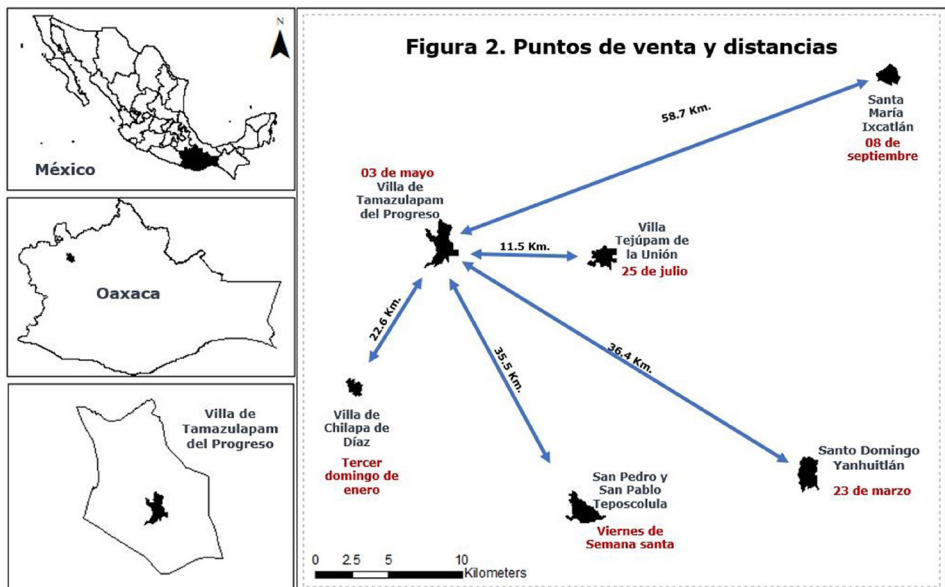 N
México
Oaxaca
Villa de
Tamazulapam
del Progreso
Figura 2. Puntos de venta y distancias
58.7 Km.
Santa
María
Ixcatlán
08 de
septiembre
03 de mayo
Villa de
Tamazulapam
del Progreso
11.5 Km.
Villa
Tejúpam de
la Unión
25 de julio
22.6 Km.
35.5 Km.
36.4 Km.
Villa de
Chilapa de
Díaz
Tercer
domingo de
enero
San Pedro y
San Pablo
Teposcolula
Viernes de
Semana santa
Santo Domingo
Yanhuitlán
23 de marzo
0 2.5 5 10
Kilometers